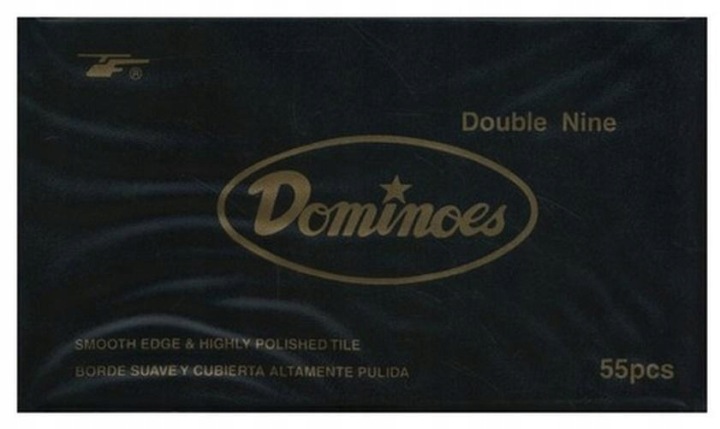 Double Nine
Dominoes
SMOOTH EDGE & HIGHLY POLISHED TILE
BORDE SUAVE Y CUBIERTA ALTAMENTE PULIDA
55pcs